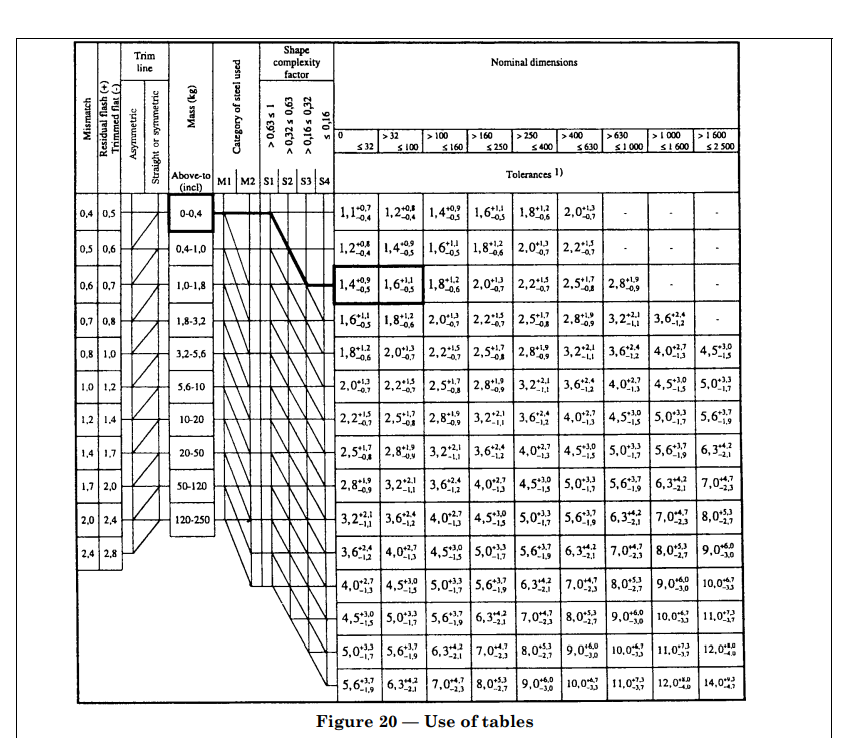 Mismatch
Residual flash (+)
Trimmed flat (-)
Trim
line
Asymmetric
Straight or symmetric
Mass (kg)
Above-to
(incl)
Category of steel used
M1 M2
Shape
complexity
factor
> 0,63 ≤ 1
> 0,32 ≤ 0,63
> 0,16 ≤ 0,32
≤ 0,16
S1 S2 S3 S4
Nominal dimensions
0 >32 >100 >160 >250 >400 >630 >1 000 >1 600
≤32 ≤100 ≤160 ≤250 ≤400 ≤630 ≤1 000 ≤1 600 ≤2 500
Tolerances 1)
0,4 0,5 0-0,4 1,1+0,7 -0,4 1,2+0,8 -0,4 1,4+0,9 -0,5 1,6+1,1 -0,5 1,8+1,2 -0,6 2,0+1,3 -0,7 - - -
0,5 0,6 0,4-1,0 1,2+0,8 -0,4 1,4+0,9 -0,5 1,6+1,1 -0,5 1,8+1,2 -0,6 2,0+1,3 -0,7 2,2+1,5 -0,7 - - -
0,6 0,7 1,0-1,8 1,4+0,9 -0,5 1,6+1,1 -0,5 1,8+1,2 -0,6 2,0+1,3 -0,7 2,2+1,5 -0,7 2,5+1,7 -0,8 2,8+1,9 -0,9 - -
0,7 0,8 1,8-3,2 1,6+1,1 -0,5 1,8+1,2 -0,6 2,0+1,3 -0,7 2,2+1,5 -0,7 2,5+1,7 -0,8 2,8+1,9 -0,9 3,2+2,1 -1,1 3,6+2,4 -1,2 -
0,8 1,0 3,2-5,6 1,8+1,2 -0,6 2,0+1,3 -0,7 2,2+1,5 -0,7 2,5+1,7 -0,8 2,8+1,9 -0,9 3,2+2,1 -1,1 3,6+2,4 -1,2 4,0+2,7 -1,3 4,5+3,0 -1,5
1,0 1,2 5,6-10 2,0+1,3 -0,7 2,2+1,5 -0,7 2,5+1,7 -0,8 2,8+1,9 -0,9 3,2+2,1 -1,1 3,6+2,4 -1,2 4,0+2,7 -1,3 4,5+3,0 -1,5 5,0+3,3 -1,7
1,2 1,4 10-20 2,2+1,5 -0,7 2,5+1,7 -0,8 2,8+1,9 -0,9 3,2+2,1 -1,1 3,6+2,4 -1,2 4,0+2,7 -1,3 4,5+3,0 -1,5 5,0+3,3 -1,7 5,6+3,7 -1,9
1,4 1,7 20-50 2,5+1,7 -0,8 2,8+1,9 -0,9 3,2+2,1 -1,1 3,6+2,4 -1,2 4,0+2,7 -1,3 4,5+3,0 -1,5 5,0+3,3 -1,7 5,6+3,7 -1,9 6,3+4,2 -2,1
1,7 2,0 50-120 2,8+1,9 -0,9 3,2+2,1 -1,1 3,6+2,4 -1,2 4,0+2,7 -1,3 4,5+3,0 -1,5 5,0+3,3 -1,7 5,6+3,7 -1,9 6,3+4,2 -2,1 7,0+4,7 -2,3
2,0 2,4 120-250 3,2+2,1 -1,1 3,6+2,4 -1,2 4,0+2,7 -1,3 4,5+3,0 -1,5 5,0+3,3 -1,7 5,6+3,7 -1,9 6,3+4,2 -2,1 7,0+4,7 -2,3 8,0+5,3 -2,7
2,4 2,8 3,6+2,4 -1,2 4,0+2,7 -1,3 4,5+3,0 -1,5 5,0+3,3 -1,7 5,6+3,7 -1,9 6,3+4,2 -2,1 7,0+4,7 -2,3 8,0+5,3 -2,7 9,0+6,0 -3,0
4,0+2,7 -1,3 4,5+3,0 -1,5 5,0+3,3 -1,7 5,6+3,7 -1,9 6,3+4,2 -2,1 7,0+4,7 -2,3 8,0+5,3 -2,7 9,0+6,0 -3,0 10,0+6,7 -3,3
4,5+3,0 -1,5 5,0+3,3 -1,7 5,6+3,7 -1,9 6,3+4,2 -2,1 7,0+4,7 -2,3 8,0+5,3 -2,7 9,0+6,0 -3,0 10,0+6,7 -3,3 11,0+7,3 -3,7
5,0+3,3 -1,7 5,6+3,7 -1,9 6,3+4,2 -2,1 7,0+4,7 -2,3 8,0+5,3 -2,7 9,0+6,0 -3,0 10,0+6,7 -3,3 11,0+7,3 -3,7 12,0+8,0 -4,0
5,6+3,7 -1,9 6,3+4,2 -2,1 7,0+4,7 -2,3 8,0+5,3 -2,7 9,0+6,0 -3,0 10,0+6,7 -3,3 11,0+7,3 -3,7 12,0+8,0 -4,0 14,0+9,3 -4,7
Figure 20 — Use of tables